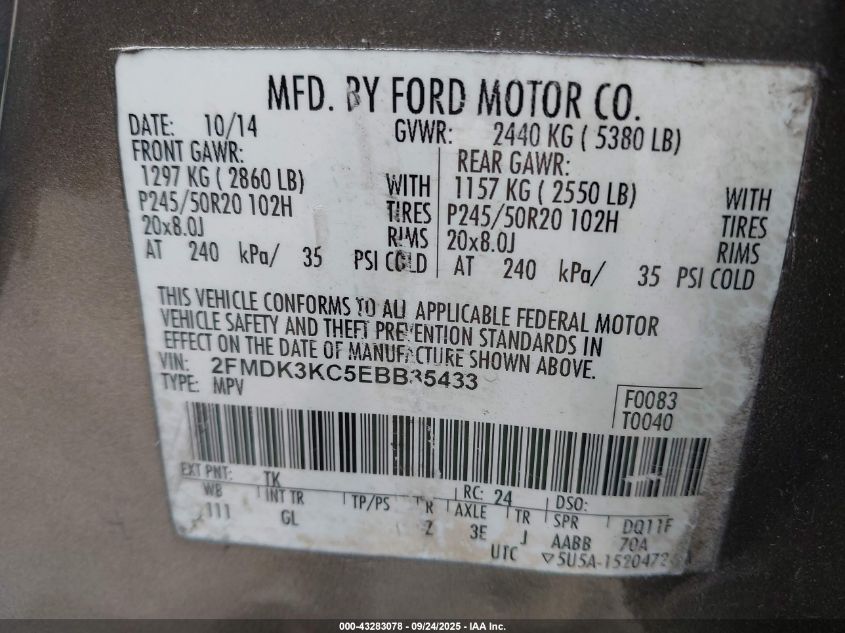 MFD. BY FORD MOTOR CO.
DATE: 10/14 GVWR: 2440 KG ( 5380 LB)
FRONT GAWR: REAR GAWR:
1297 KG ( 2860 LB) WITH 1157 KG ( 2550 LB) WITH
P245/50R20 102H TIRES P245/50R20 102H TIRES
20x8.0J RIMS 20x8.0J RIMS
AT 240 kPa/ 35 PSI COLD AT 240 kPa/ 35 PSI COLD
THIS VEHICLE CONFORMS TO ALL APPLICABLE FEDERAL MOTOR
VEHICLE SAFETY AND THEFT PREVENTION STANDARDS IN
EFFECT ON THE DATE OF MANUFACTURE SHOWN ABOVE.
VIN: 2FMDK3KC5EBB35433
TYPE: MPV F0083
T0040
EXT PNT: TK RC: 24 DSO:
WB INT TR TP/PS R AXLE TR SPR DQ11F
111 GL 2 3E J AABB 70A
UTC ▽5U5A-1520472
000-43283078 - 09/24/2025 - IAA Inc.